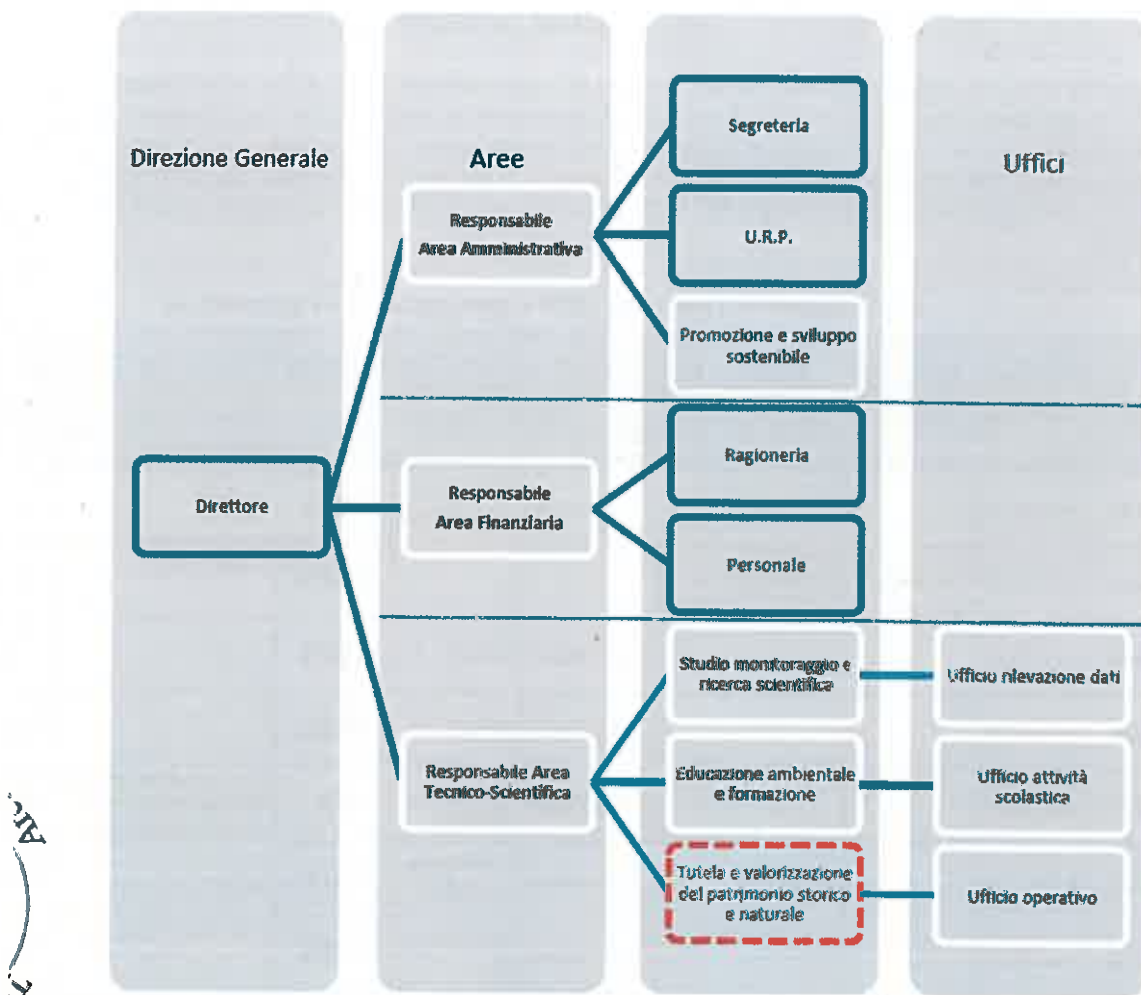 Direzione Generale
Aree
Uffici
Segreteria
Responsabile
Area Amministrativa
U.R.P.
Promozione e sviluppo
sostenibile
Direttore
Responsabile
Area Finanziaria
Ragioneria
Personale
Responsabile Area
Tecnico-Scientifica
Studio monitoraggio e
ricerca scientifica
Ufficio rilevazione dati
Educazione ambientale
e formazione
Ufficio attività
scolastica
Tutela e valorizzazione
del patrimonio storico
e naturale
Ufficio operativo